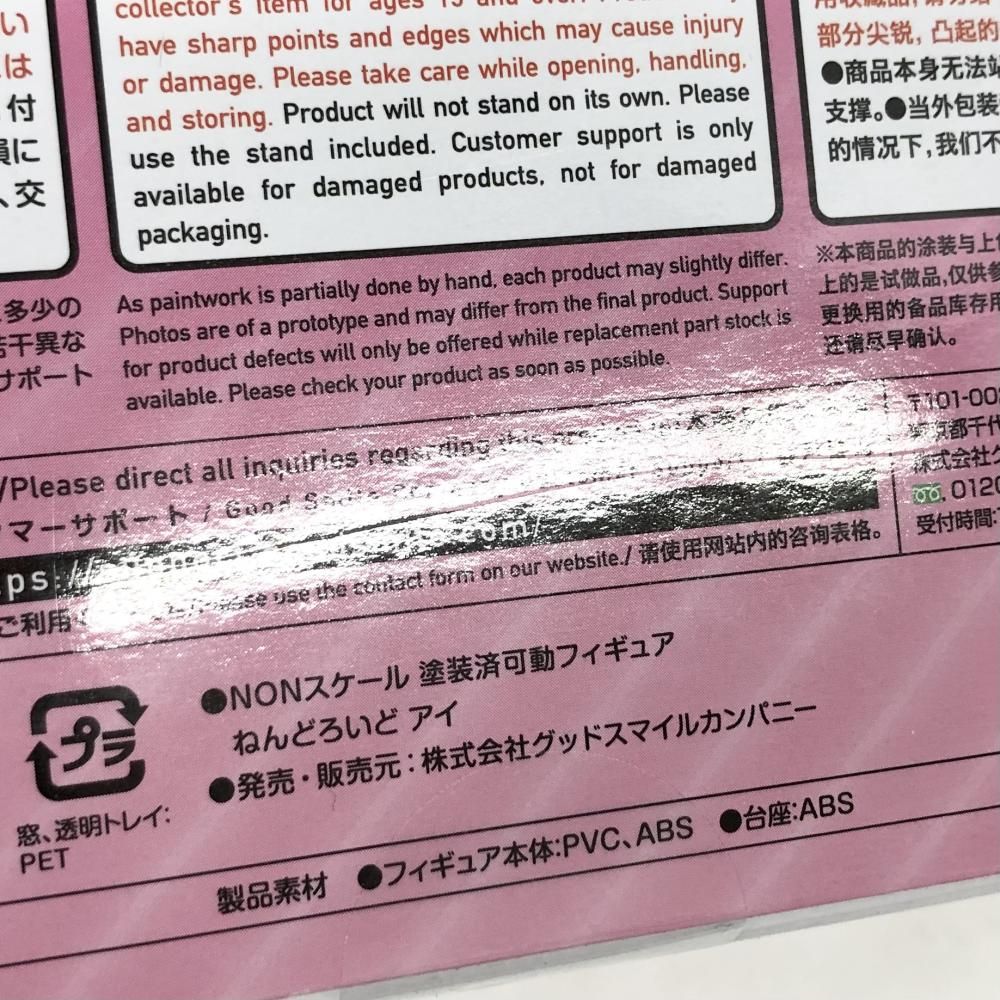 い
は
付
員に
、交
多少の
若干異な
サポート
collector's item for ages 15 and over.
have sharp points and edges which may cause injury
or damage. Please take care while opening, handling,
and storing. Product will not stand on its own. Please
use the stand included. Customer support is only
available for damaged products, not for damaged
packaging.
As paintwork is partially done by hand, each product may slightly differ.
Photos are of a prototype and may differ from the final product. Support
for product defects will only be offered while replacement part stock is
available. Please check your product as soon as possible.
部分尖锐，凸起的
●商品本身无法站
支撑。●当外包装
的情况下，我们不
※本商品的涂装与上
上的是试做品，仅供参
更换用的备品库存用
还请尽早确认。
/Please direct all inquiries regarding this
マーサポート / Good
ps:// .com/
ご利用 please use the contact form on our website./ 请使用网站内的咨询表格。
〒101-00
東京都千代
株式会社グ
0120
受付時間:
プラ
窓、透明トレイ:
PET
●NONスケール 塗装済可動フィギュア
ねんどろいど アイ
●発売・販売元：株式会社グッドスマイルカンパニー
製品素材 ●フィギュア本体:PVC、ABS ●台座:ABS